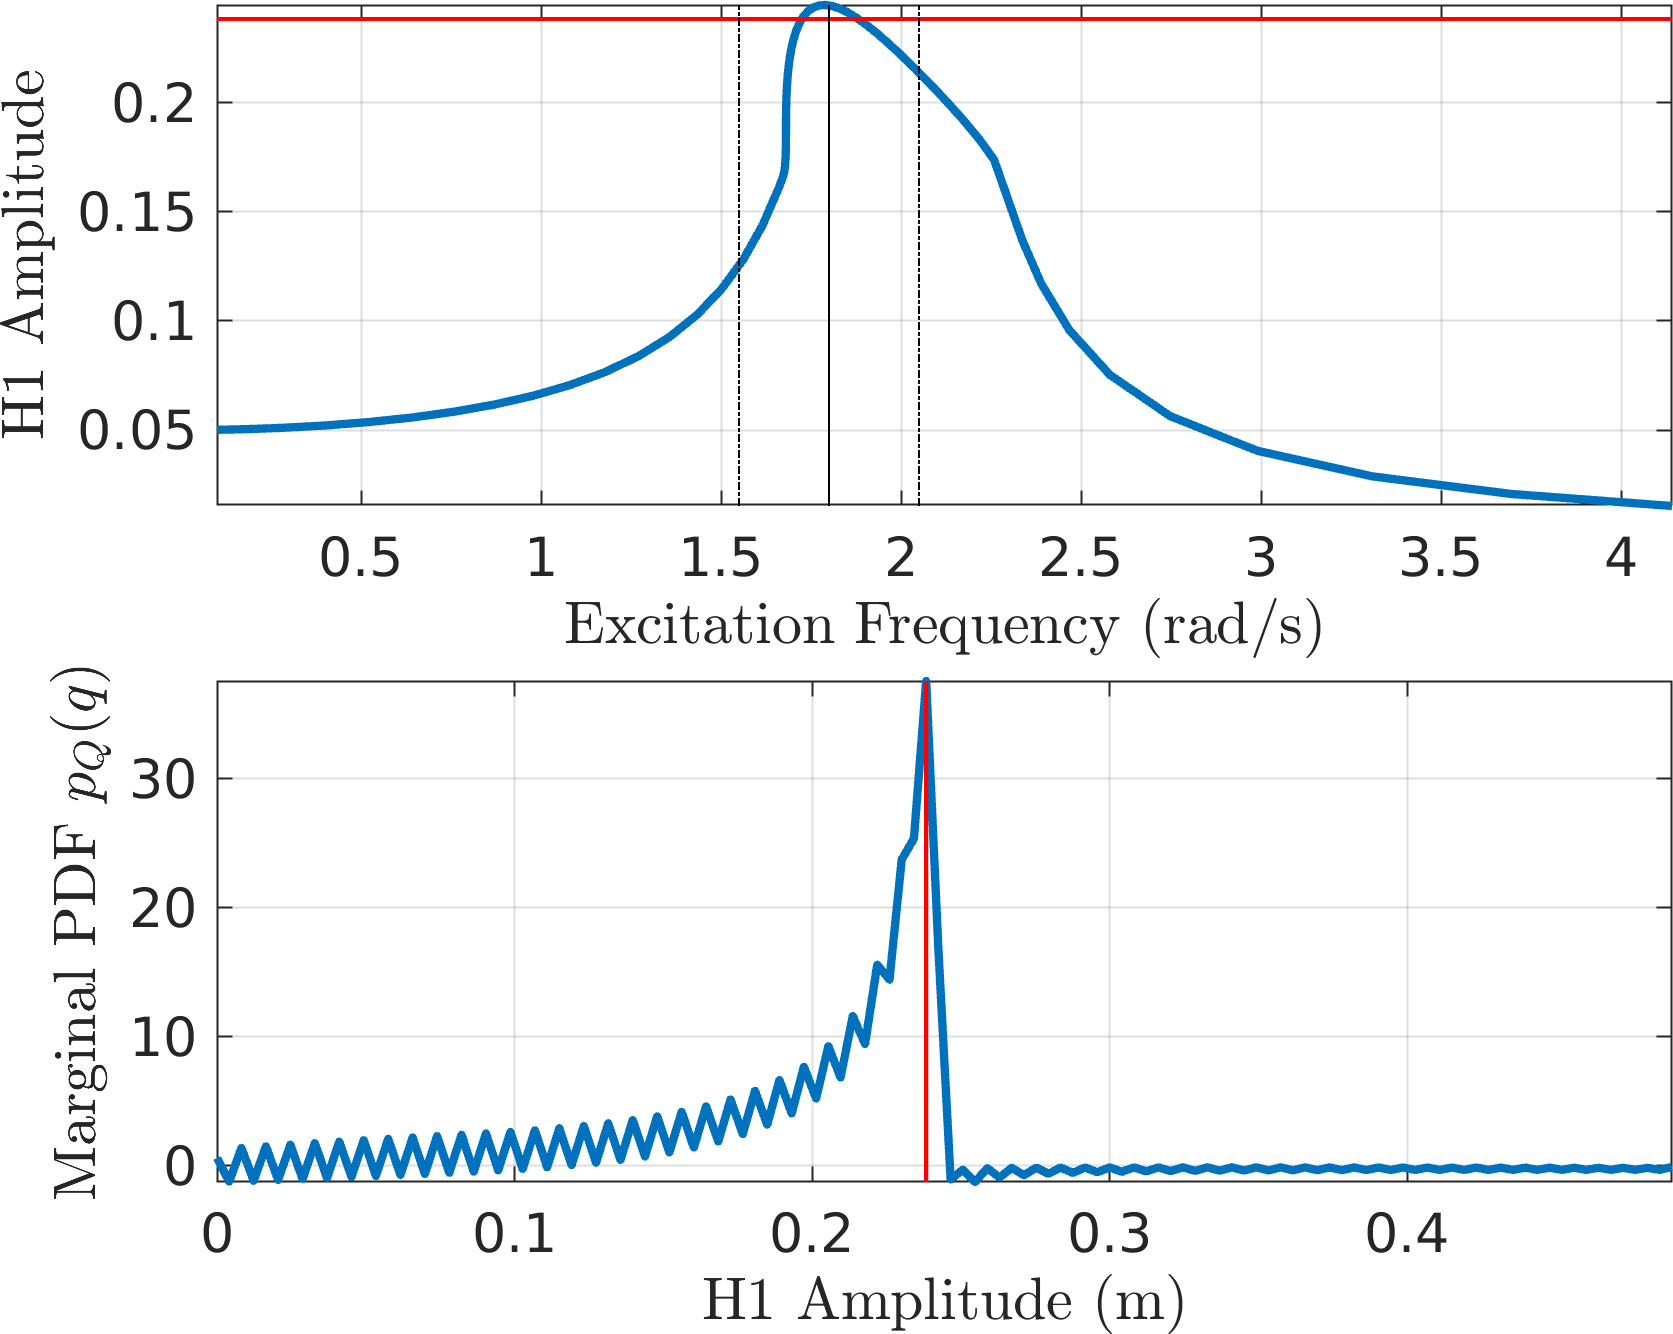 H1 Amplitude
0.2
0.15
0.1
0.05
0.5 1 1.5 2 2.5 3 3.5 4
Excitation Frequency (rad/s)
Marginal PDF pQ(q)
30
20
10
0
0 0.1 0.2 0.3 0.4
H1 Amplitude (m)